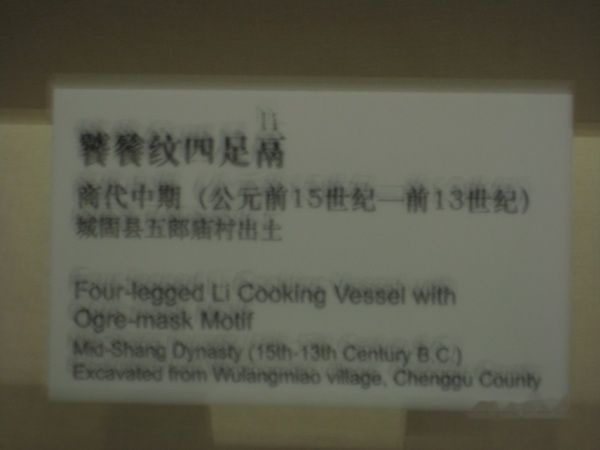 lì
饕餮纹四足鬲
商代中期（公元前15世纪—前13世纪）
城固县五郎庙村出土
Four-legged Li Cooking Vessel with
Ogre-mask Motif
Mid-Shang Dynasty (15th-13th Century B.C.)
Excavated from Wulangmiao village, Chenggu County